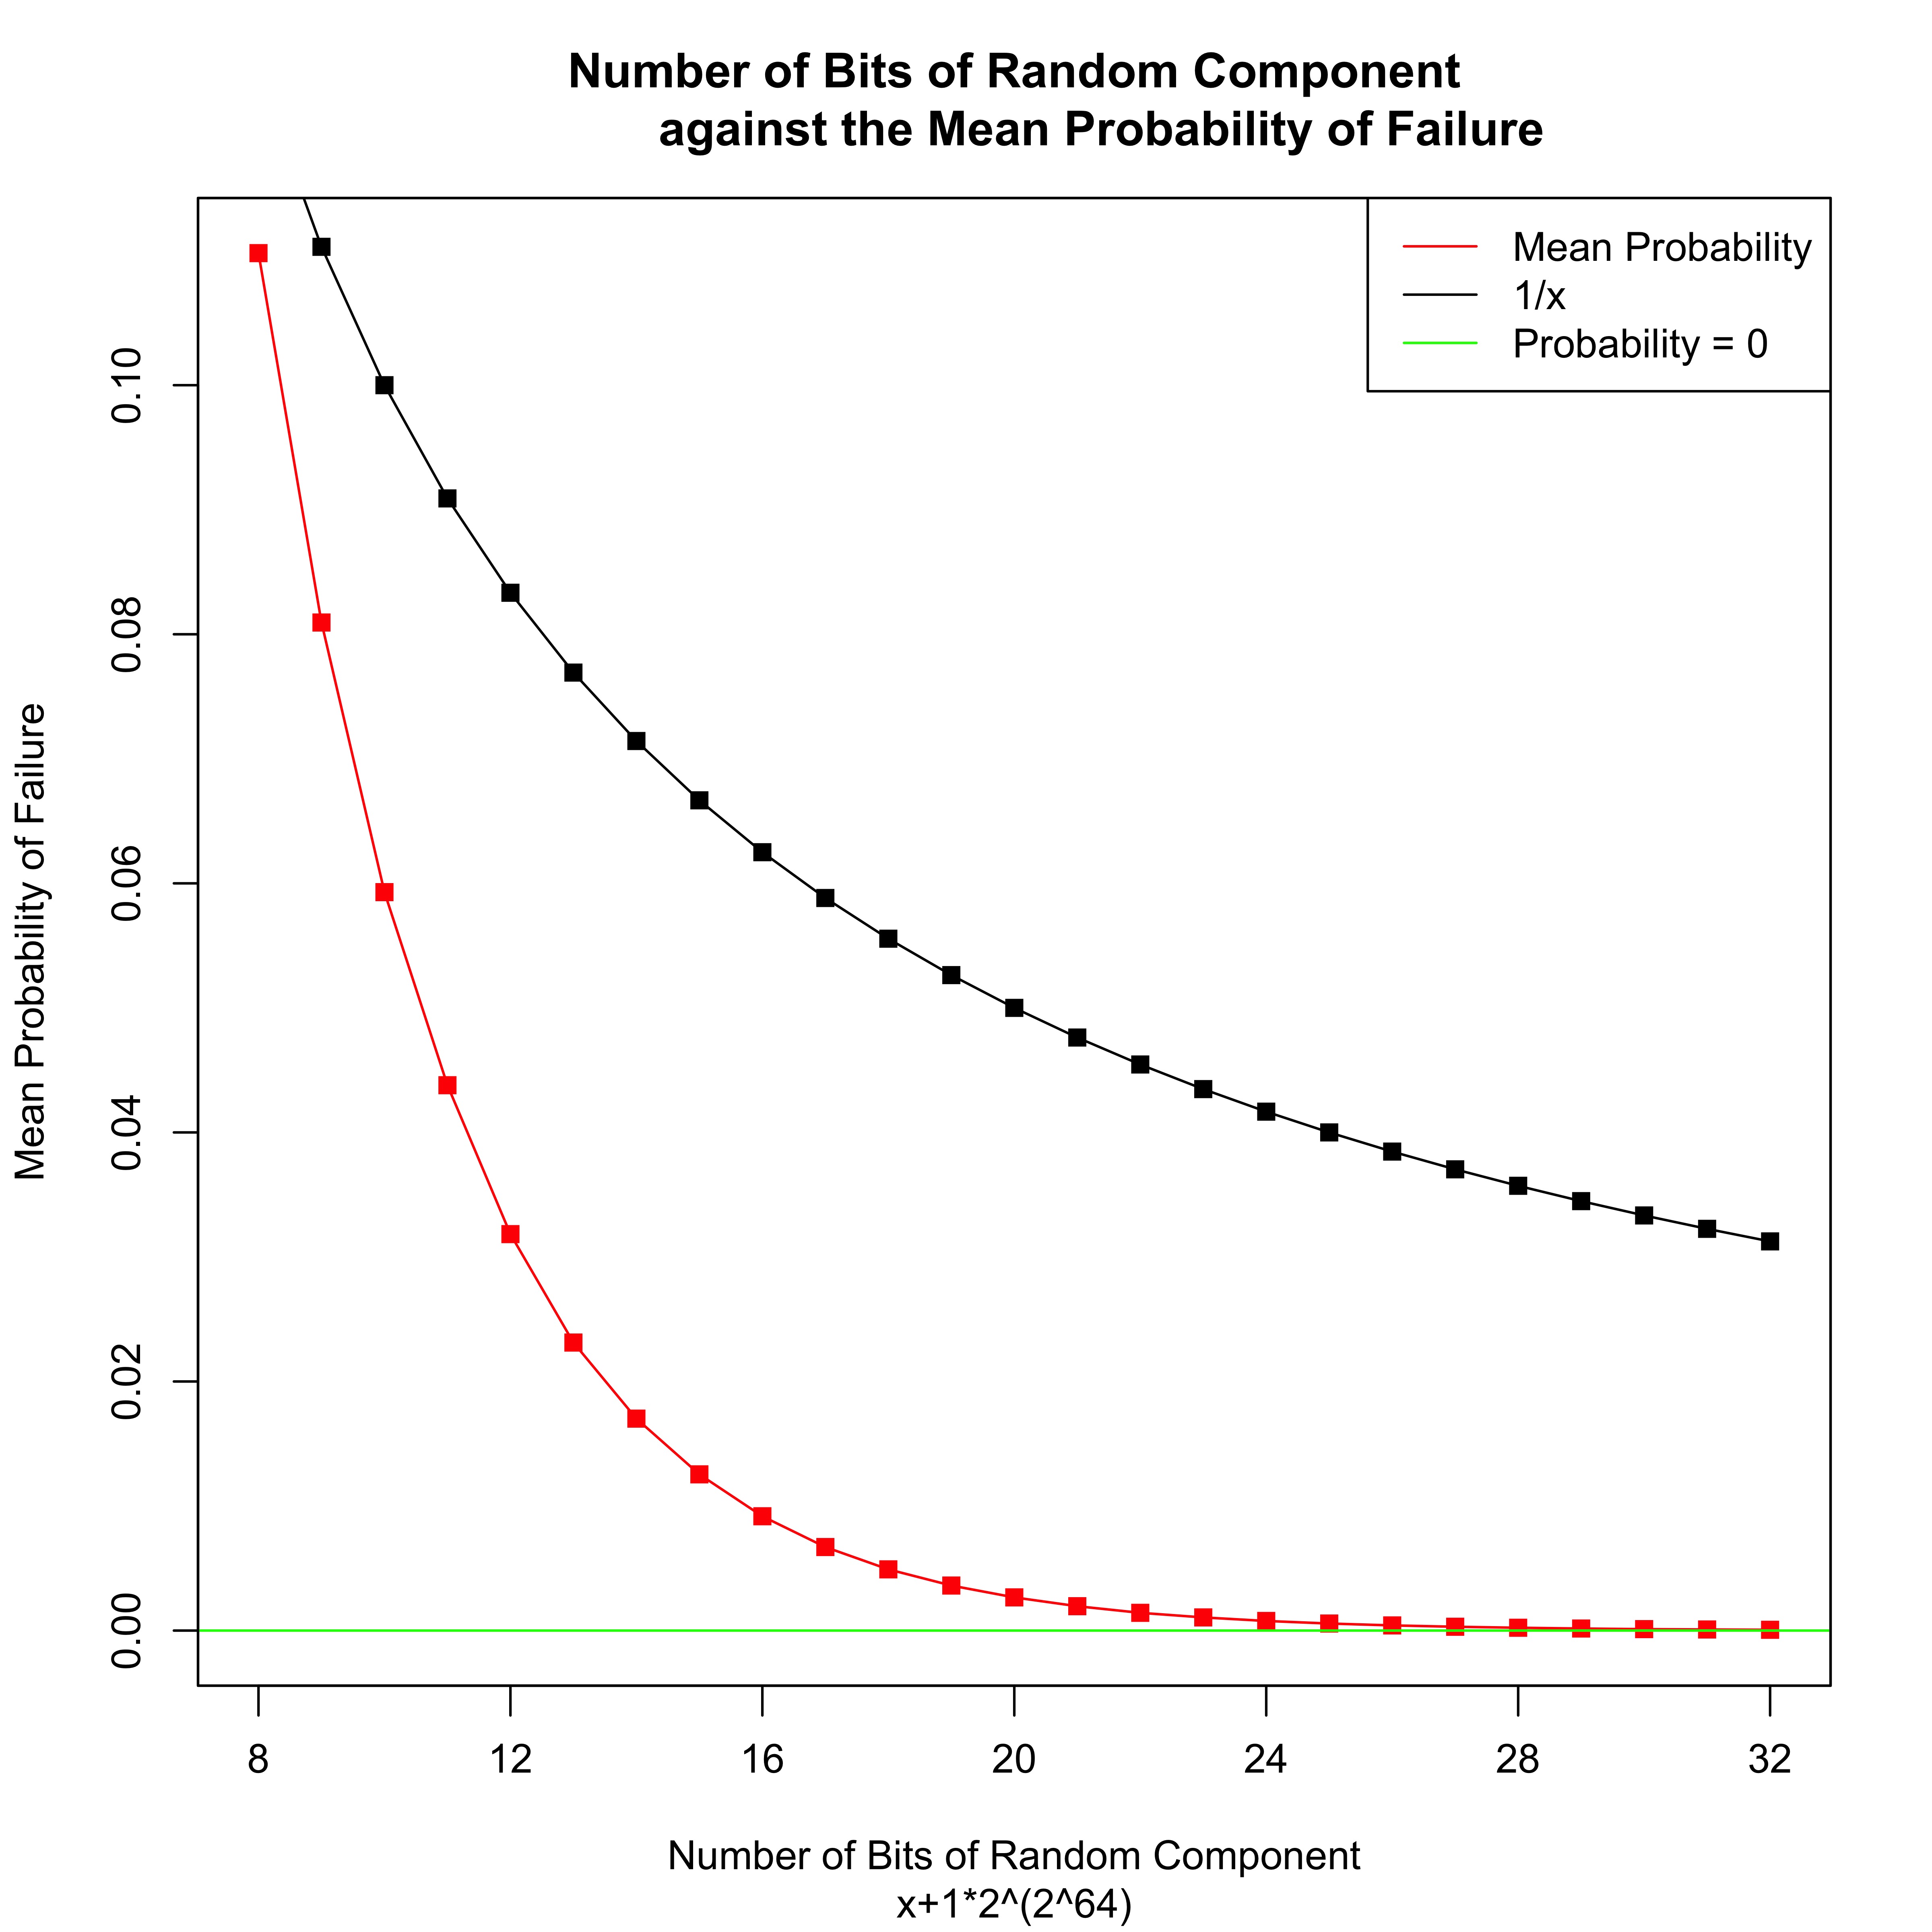 Number of Bits of Random Component
against the Mean Probability of Failure
Mean Probability
1/x
Probability = 0
Mean Probability of Failure
0.10
0.08
0.06
0.04
0.02
0.00
8 12 16 20 24 28 32
Number of Bits of Random Component
x+1*2^(2^64)